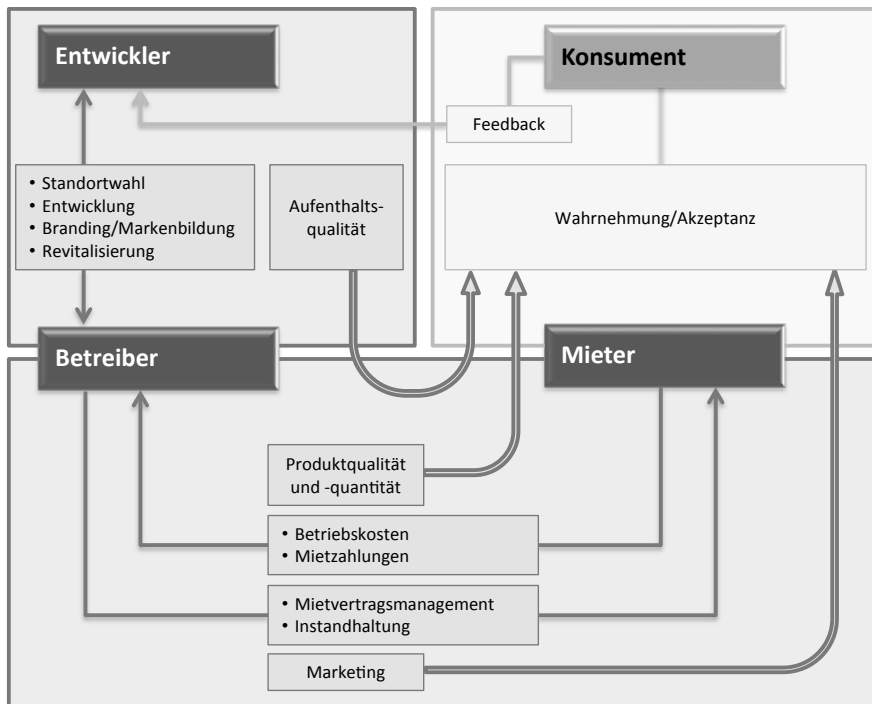 Entwickler
Konsument
Feedback
• Standortwahl
• Entwicklung
• Branding/Markenbildung
• Revitalisierung
Aufenthalts-
qualität
Wahrnehmung/Akzeptanz
Betreiber
Mieter
Produktqualität
und -quantität
• Betriebskosten
• Mietzahlungen
• Mietvertragsmanagement
• Instandhaltung
Marketing